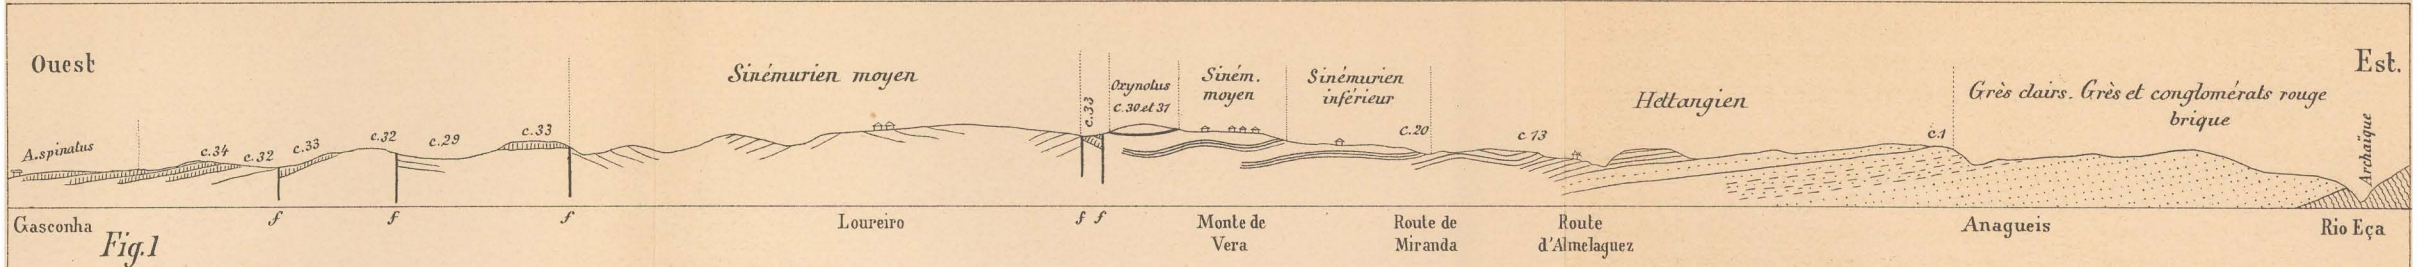 Ouest
Est.
A. spinatus
c.34
c.32
c.33
c.32
c.29
c.33
Sinémurien moyen
c.33
Oxynotus
c.30 et 31
Siném.
moyen
Sinémurien
inférieur
c.20
c 13
Hettangien
c.1
Grès clairs. Grès et conglomérats rouge
brique
Archaïque
Gasconha
f
f
f
Loureiro
f f
Monte de
Vera
Route de
Miranda
Route
d'Almelaguez
Anagueis
Rio Eça
Fig.1